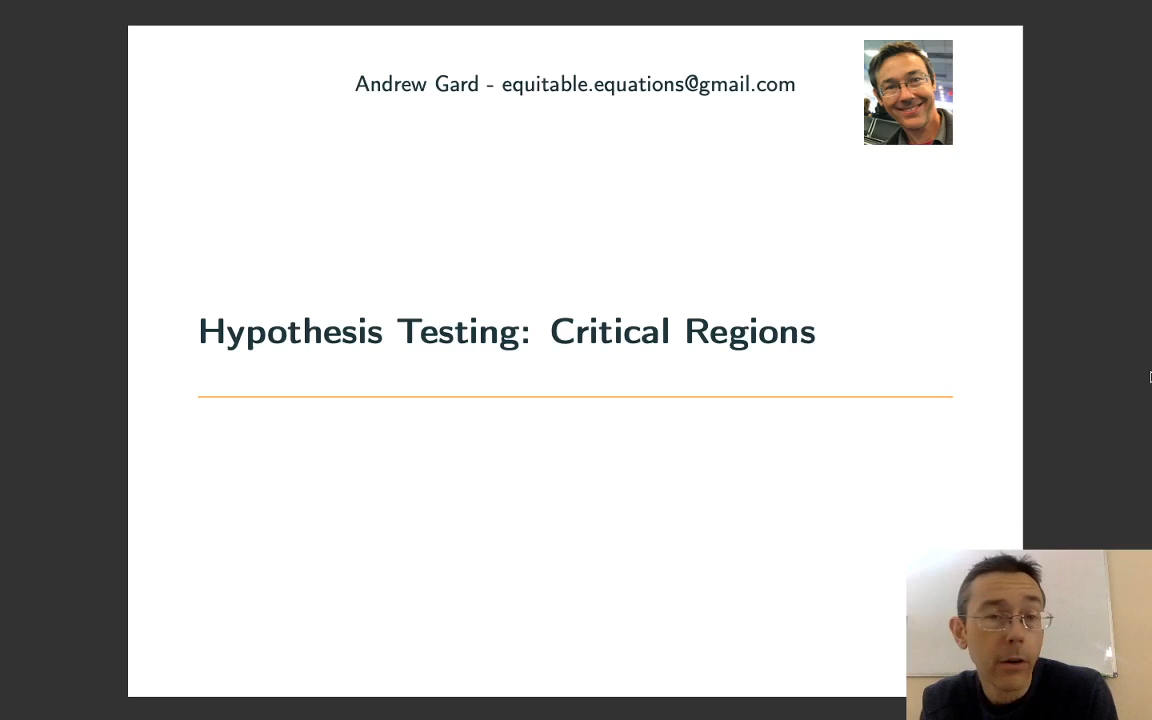 Andrew Gard - equitable.equations@gmail.com
Hypothesis Testing: Critical Regions